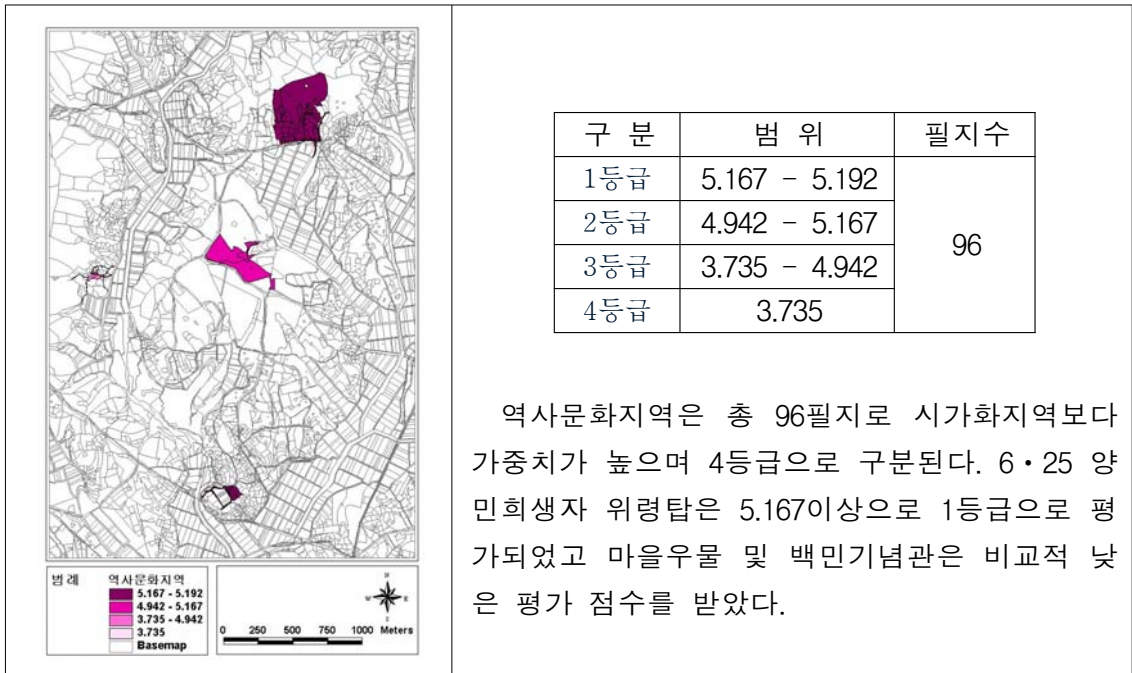 범례
역사문화지역
5.167 - 5.192
4.942 - 5.167
3.735 - 4.942
3.735
Basemap
N
W E
S
0 250 500 750 1000 Meters
구 분 범 위 필지수
1등급 5.167 - 5.192
2등급 4.942 - 5.167
3등급 3.735 - 4.942
4등급 3.735
96
역사문화지역은 총 96필지로 시가화지역보다
가중치가 높으며 4등급으로 구분된다. 6·25 양
민희생자 위령탑은 5.167이상으로 1등급으로 평
가되었고 마을우물 및 백민기념관은 비교적 낮
은 평가 점수를 받았다.